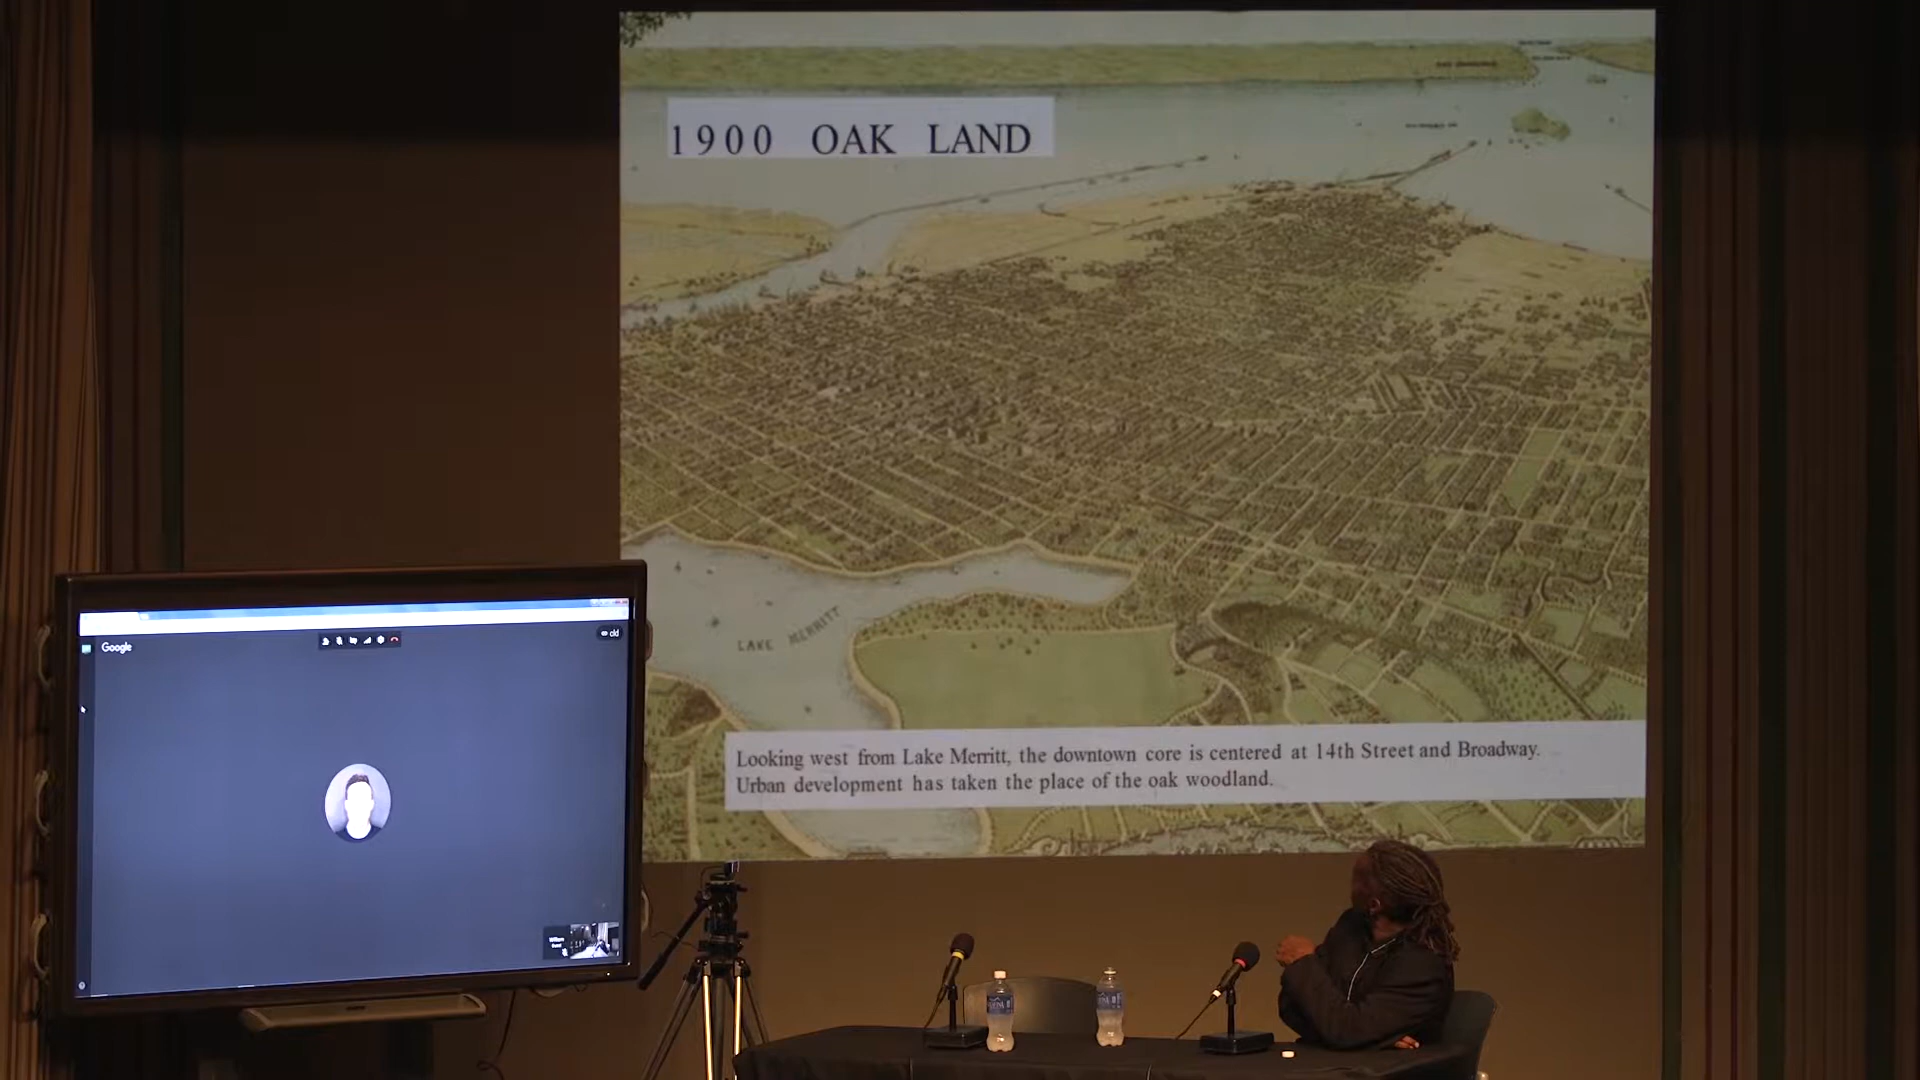 1900 OAK LAND
LAKE MERRITT
Looking west from Lake Merritt, the downtown core is centered at 14th Street and Broadway.
Urban development has taken the place of the oak woodland.
Google